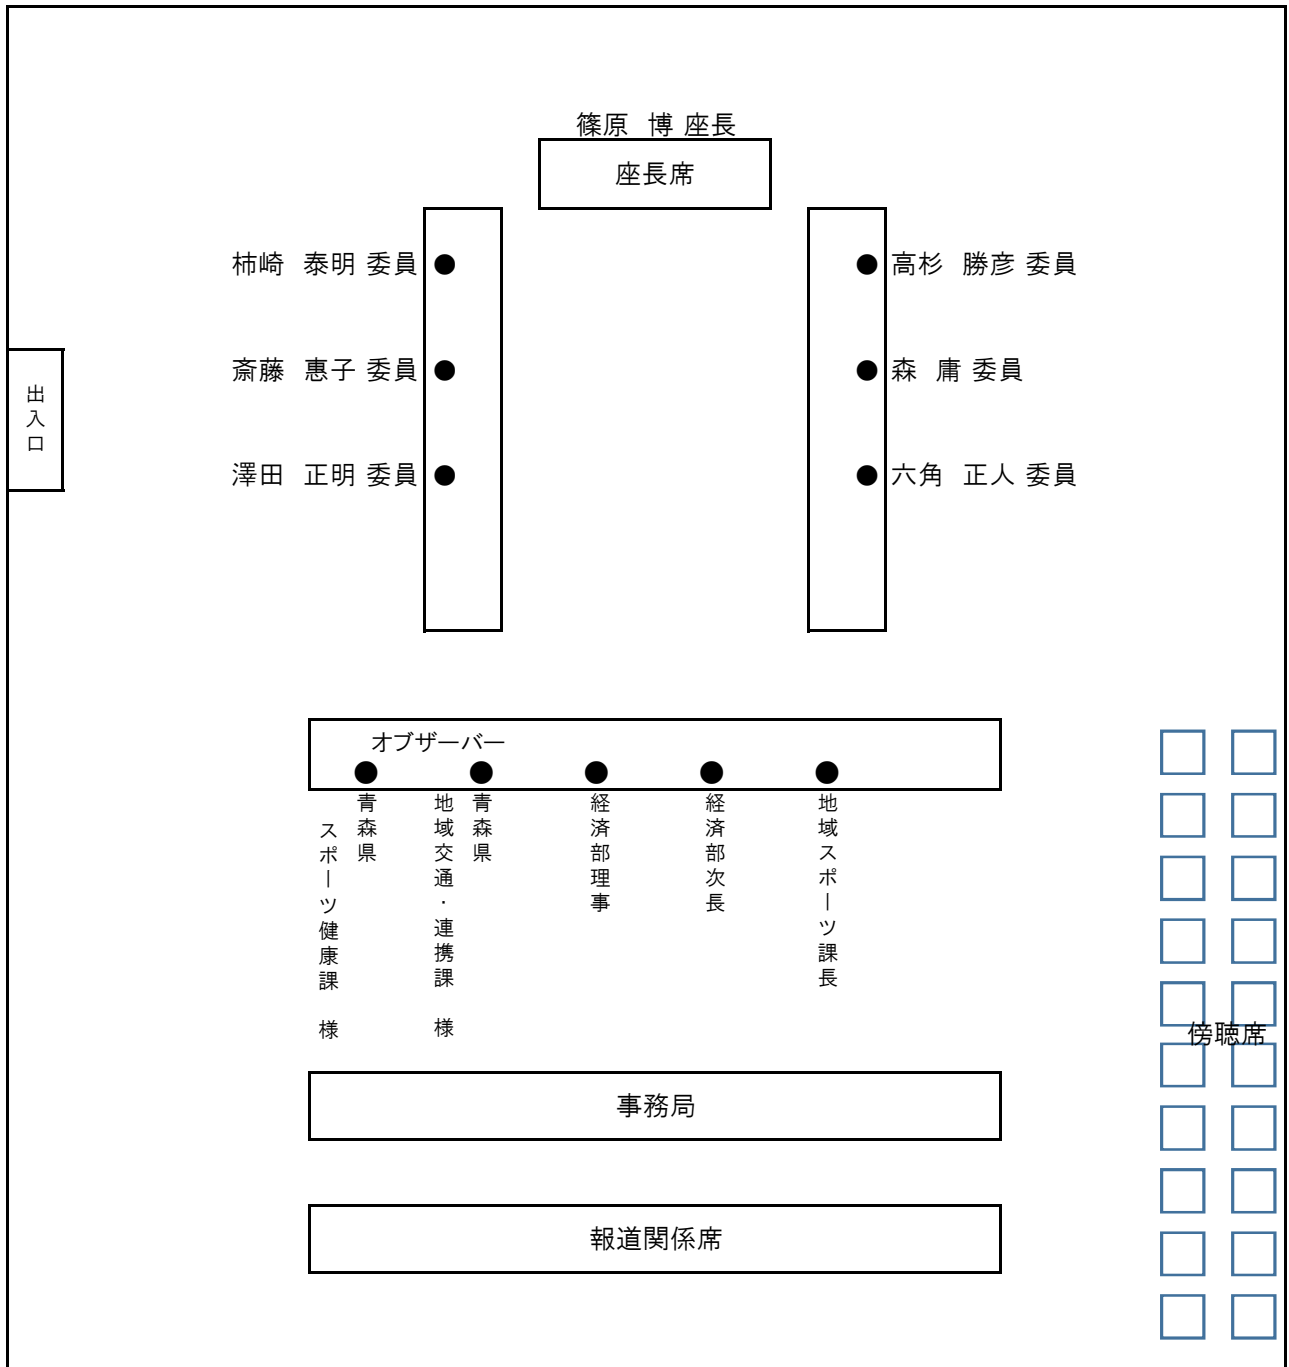 篠原 博 座長
座長席
柿崎 泰明 委員
高杉 勝彦 委員
斎藤 惠子 委員
森 庸 委員
澤田 正明 委員
六角 正人 委員
出入口
オブザーバー
青森県
スポーツ健康課 様
青森県
地域交通・連携課 様
経済部理事
経済部次長
地域スポーツ課長
傍聴席
事務局
報道関係席